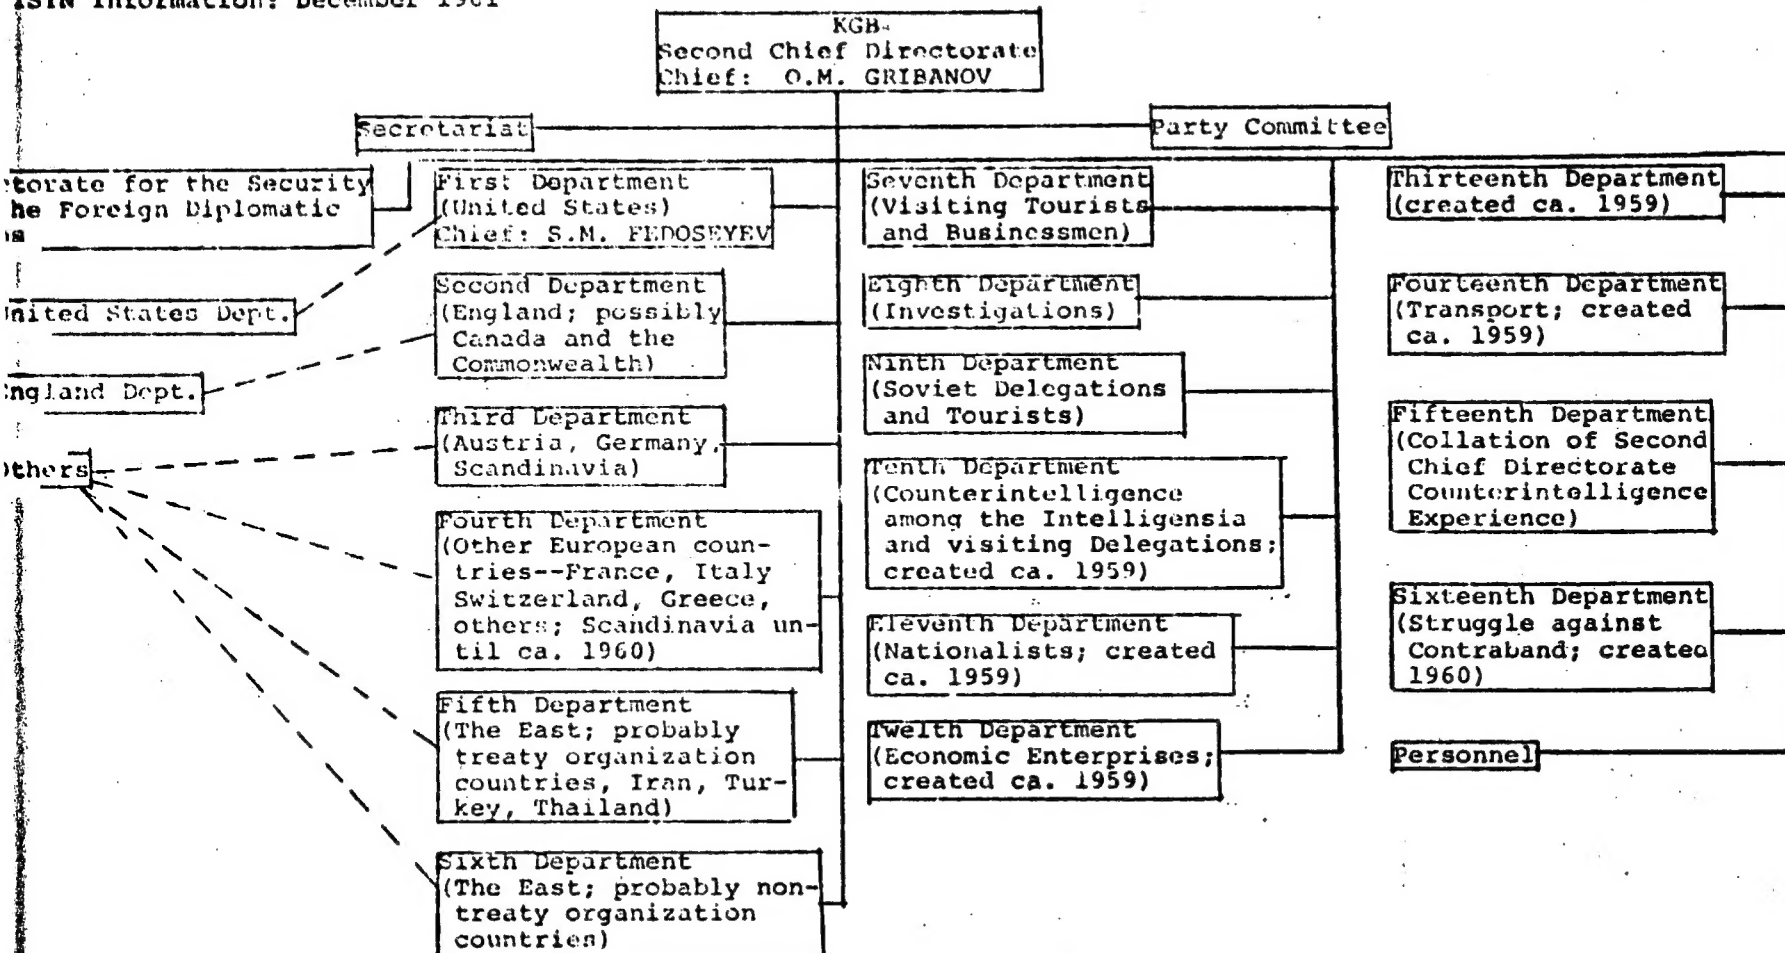 Information: December 1961
KGB-
Second Chief Directorate
Chief: O.M. GRIBANOV
Secretariat
Party Committee
torate for the Security
he Foreign Diplomatic
United States Dept.
England Dept.
Others
First Department
(United States)
Chief: S.M. FEDOSEYEV
Second Department
(England; possibly
Canada and the
Commonwealth)
Third Department
(Austria, Germany,
Scandinavia)
Fourth Department
(Other European coun-
tries--France, Italy
Switzerland, Greece,
others; Scandinavia un-
til ca. 1960)
Fifth Department
(The East; probably
treaty organization
countries, Iran, Tur-
key, Thailand)
Sixth Department
(The East; probably non-
treaty organization
countries)
Seventh Department
(Visiting Tourists
and Businessmen)
Eighth Department
(Investigations)
Ninth Department
(Soviet Delegations
and Tourists)
Tenth Department
(Counterintelligence
among the Intelligensia
and visiting Delegations;
created ca. 1959)
Eleventh Department
(Nationalists; created
ca. 1959)
Twelth Department
(Economic Enterprises;
created ca. 1959)
Thirteenth Department
(created ca. 1959)
Fourteenth Department
(Transport; created
ca. 1959)
Fifteenth Department
(Collation of Second
Chief Directorate
Counterintelligence
Experience)
Sixteenth Department
(Struggle against
Contraband; created
1960)
Personnel